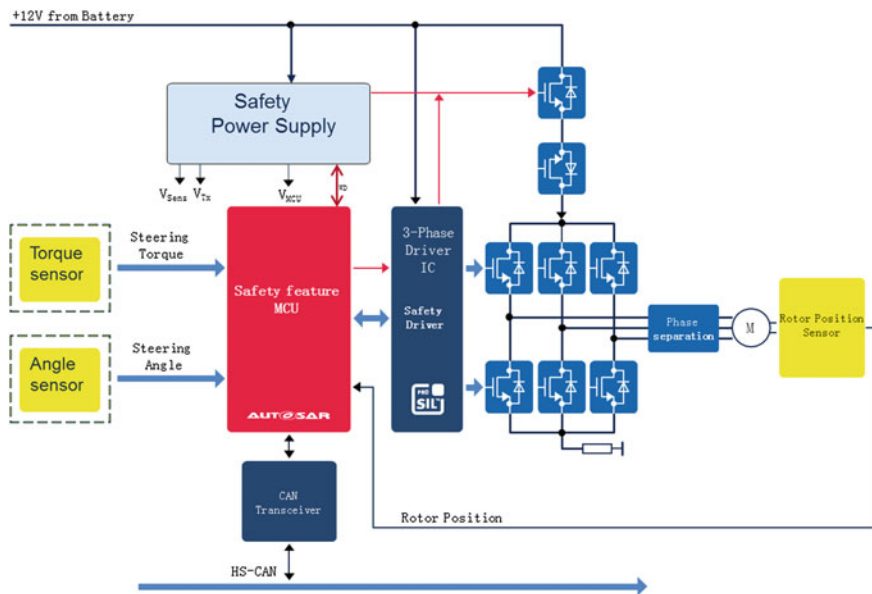 +12V from Battery
Safety
Power Supply
VSens
VTx
VMCU
WD
Torque
sensor
Steering
Torque
Safety feature
MCU
3-Phase
Driver
IC
Safety
Driver
PRO
SIL
Angle
sensor
Steering
Angle
AUTOSAR
Phase
separation
M
Rotor Position
Sensor
CAN
Transceiver
Rotor Position
HS-CAN